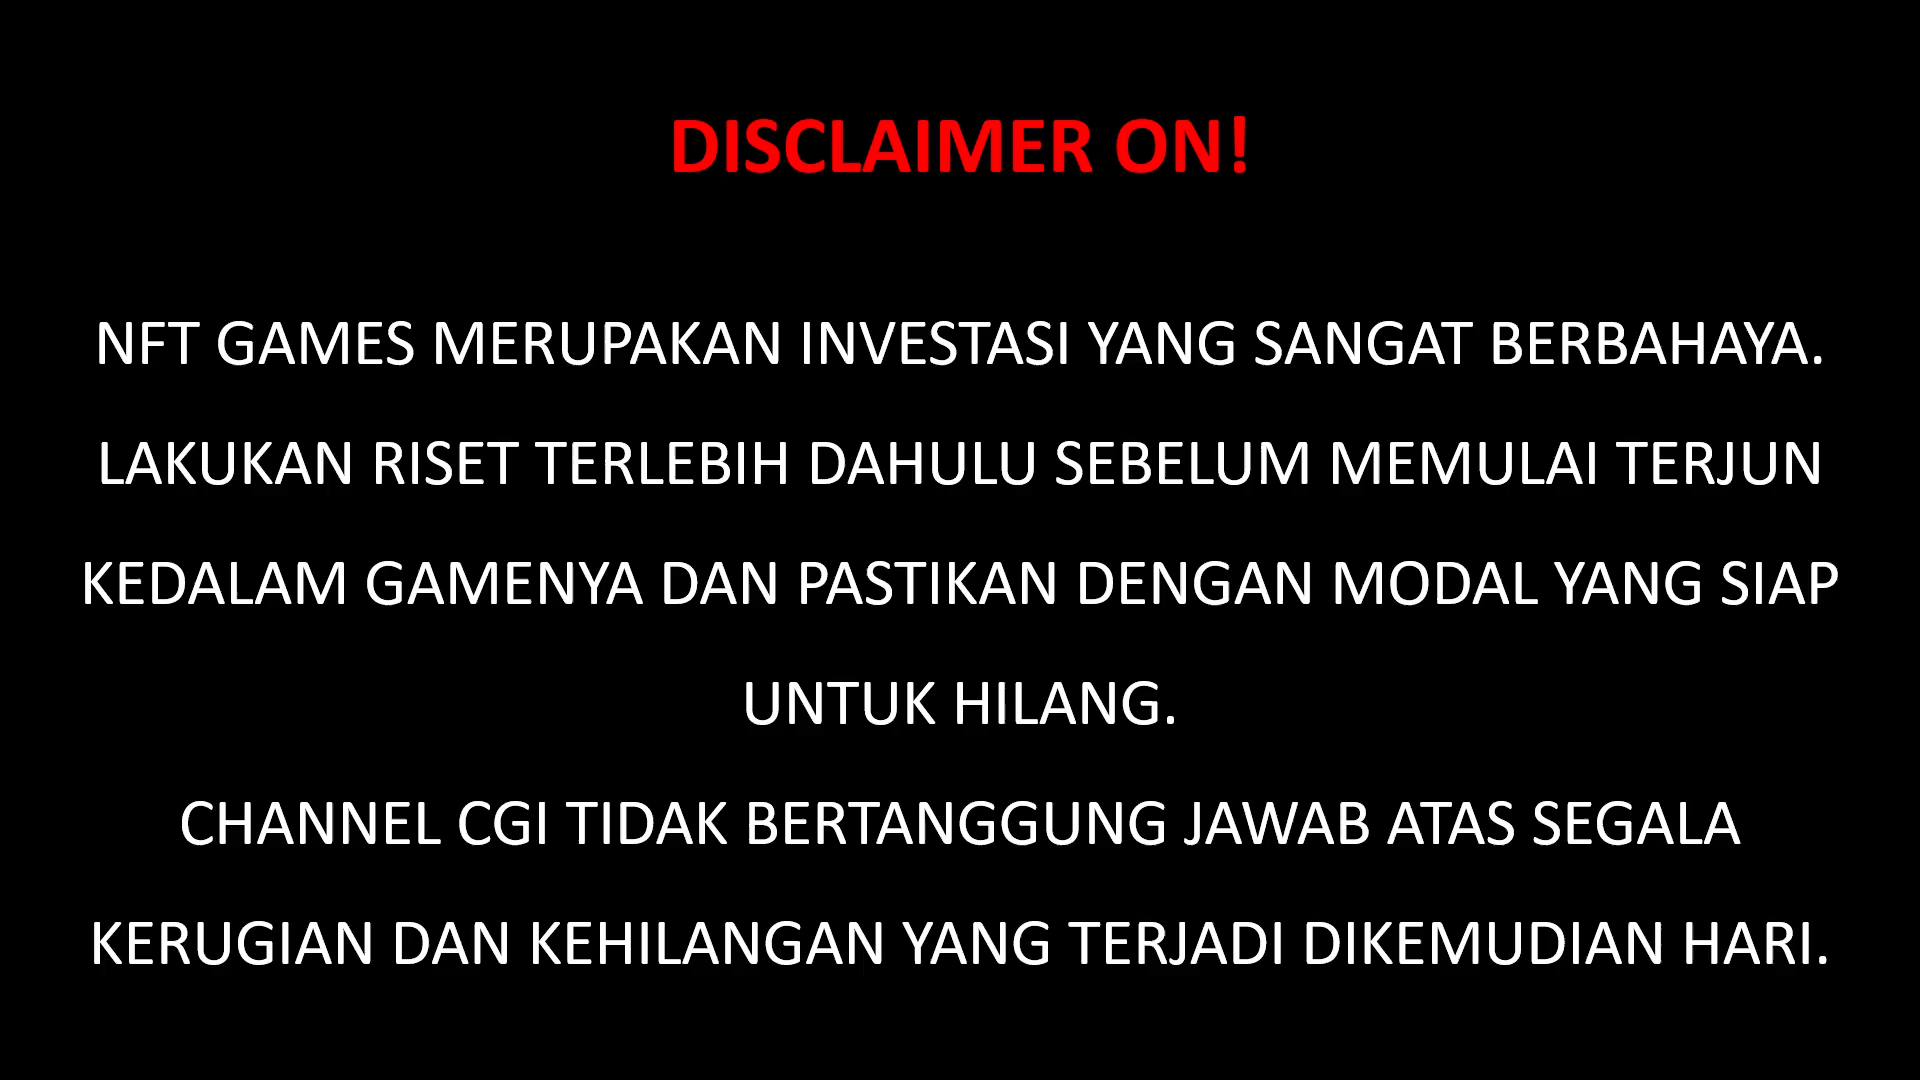 DISCLAIMER ON!
NFT GAMES MERUPAKAN INVESTASI YANG SANGAT BERBAHAYA.
LAKUKAN RISET TERLEBIH DAHULU SEBELUM MEMULAI TERJUN
KEDALAM GAMENYA DAN PASTIKAN DENGAN MODAL YANG SIAP
UNTUK HILANG.
CHANNEL CGI TIDAK BERTANGGUNG JAWAB ATAS SEGALA
KERUGIAN DAN KEHILANGAN YANG TERJADI DIKEMUDIAN HARI.